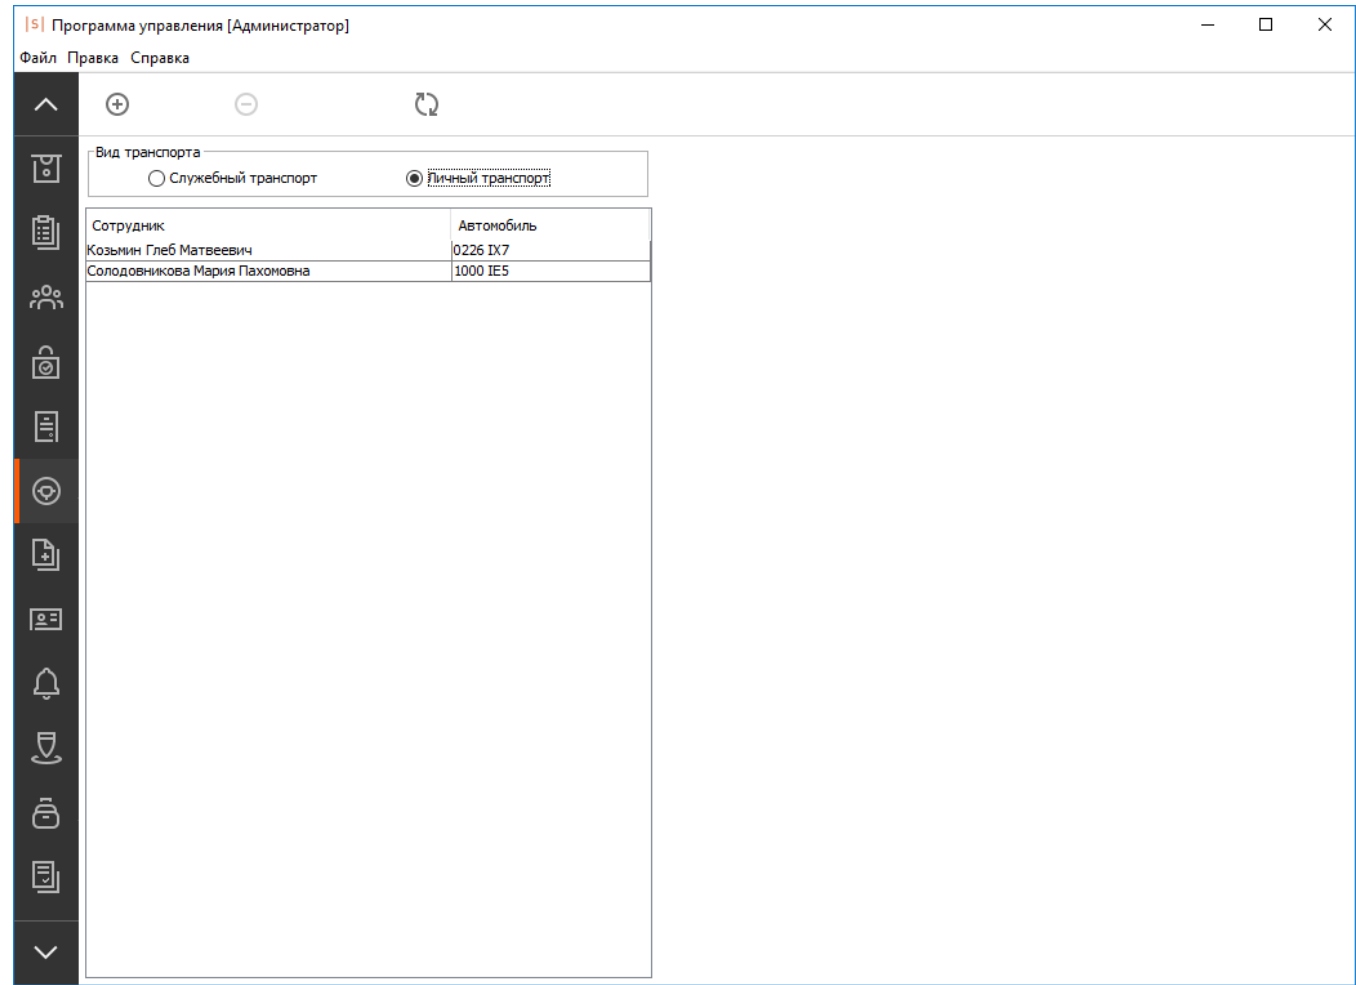 |S| Программа управления [Администратор]
Файл Правка Справка
Вид транспорта
Служебный транспорт Личный транспорт
Сотрудник Автомобиль
Козьмин Глеб Матвеевич 0226 IX7
Солодовникова Мария Пахомовна 1000 IE5